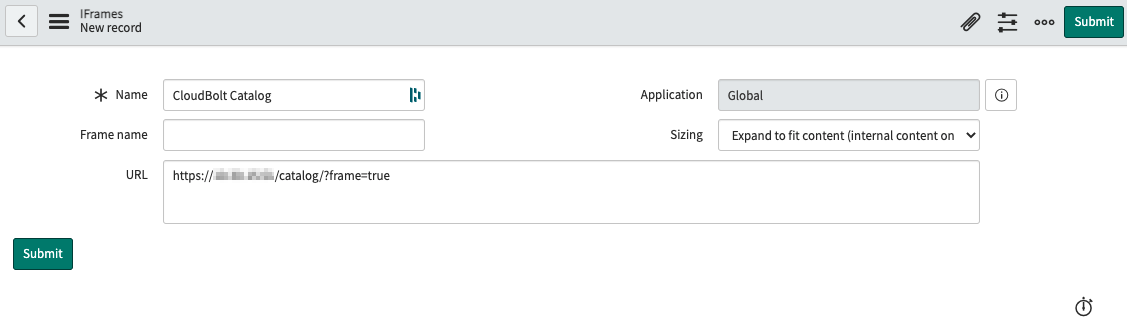 IFrames
New record
Submit
* Name CloudBolt Catalog
Application Global
Frame name
Sizing Expand to fit content (internal content on
URL https:// /catalog/?frame=true
Submit